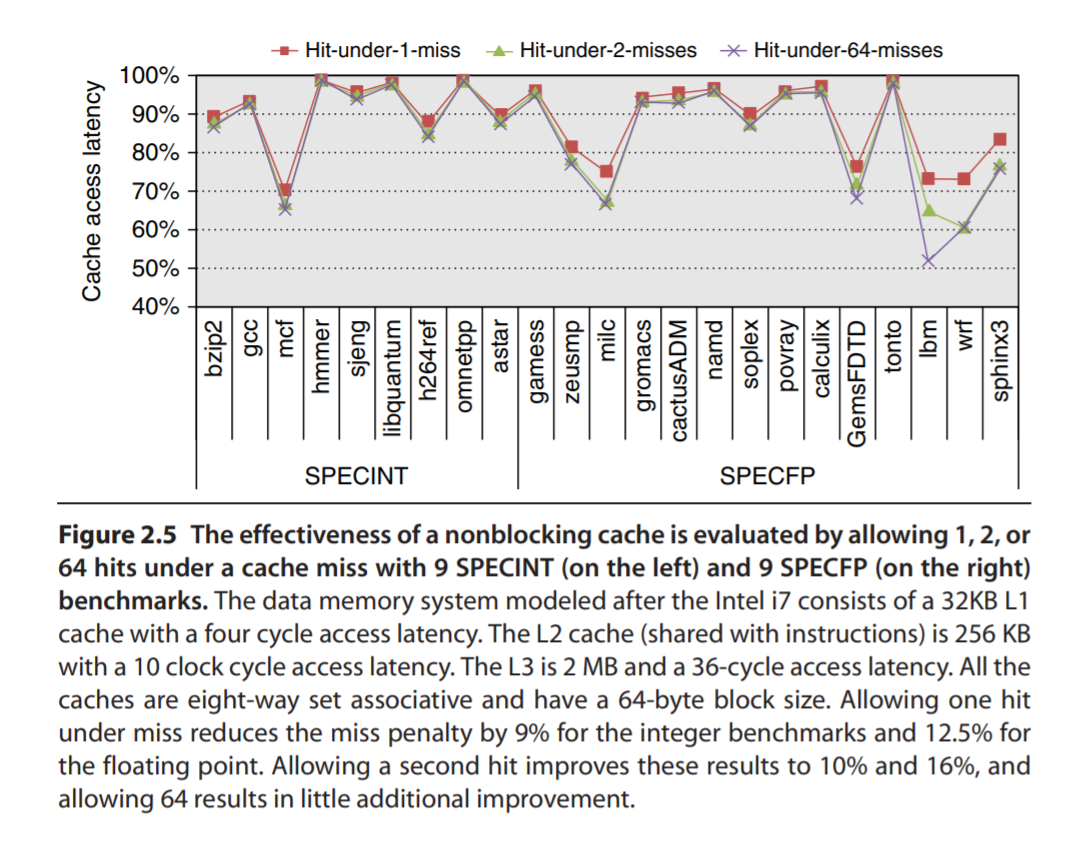 Hit-under-1-miss Hit-under-2-misses Hit-under-64-misses
Cache acess latency
100%
90%
80%
70%
60%
50%
40%
bzip2
gcc
mcf
hmmer
sjeng
libquantum
h264ref
omnetpp
astar
gamess
zeusmp
milc
gromacs
cactusADM
namd
soplex
povray
calculix
GemsFDTD
tonto
lbm
wrf
sphinx3
SPECINT SPECFP
Figure 2.5 The effectiveness of a nonblocking cache is evaluated by allowing 1, 2, or
64 hits under a cache miss with 9 SPECINT (on the left) and 9 SPECFP (on the right)
benchmarks. The data memory system modeled after the Intel i7 consists of a 32KB L1
cache with a four cycle access latency. The L2 cache (shared with instructions) is 256 KB
with a 10 clock cycle access latency. The L3 is 2 MB and a 36-cycle access latency. All the
caches are eight-way set associative and have a 64-byte block size. Allowing one hit
under miss reduces the miss penalty by 9% for the integer benchmarks and 12.5% for
the floating point. Allowing a second hit improves these results to 10% and 16%, and
allowing 64 results in little additional improvement.